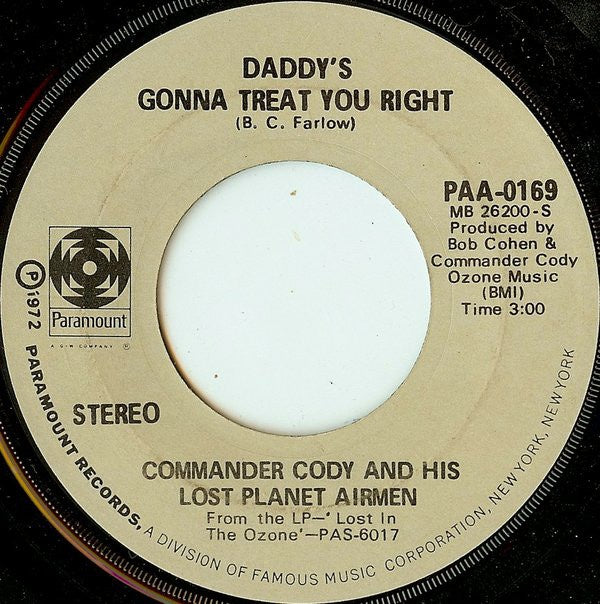 DADDY'S
GONNA TREAT YOU RIGHT
(B. C. Farlow)
PAA-0169
MB 26200-S
Produced by
Bob Cohen &
Commander Cody
Ozone Music
(BMI)
Time 3:00
Paramount
A G+W COMPANY ®
STEREO
COMMANDER CODY AND HIS
LOST PLANET AIRMEN
From the LP—'Lost In
The Ozone'—PAS-6017
Ⓟ1972 PARAMOUNT RECORDS, A DIVISION OF FAMOUS MUSIC CORPORATION, NEW YORK, NEW YORK